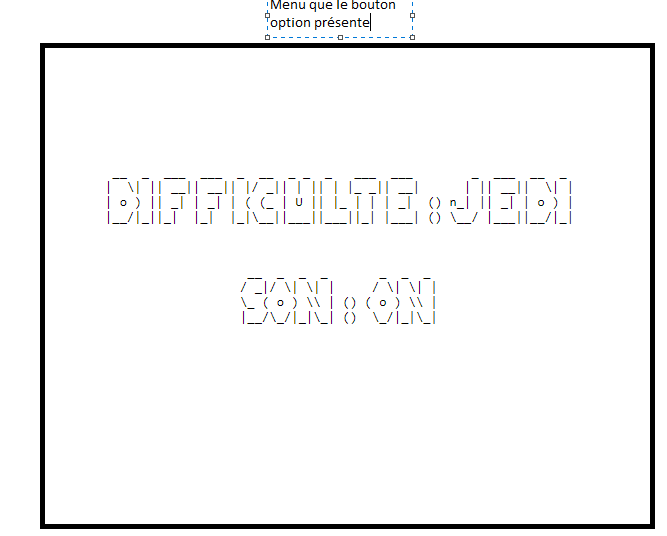 Menu que le bouton
option présente
DIFFICULTE:JEDI
SON:ON